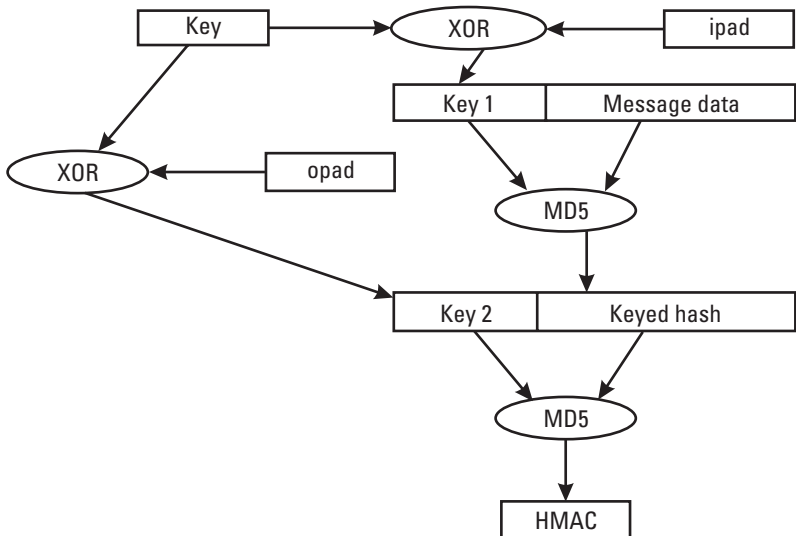 Key
XOR
ipad
Key 1
Message data
XOR
opad
MD5
Key 2
Keyed hash
MD5
HMAC